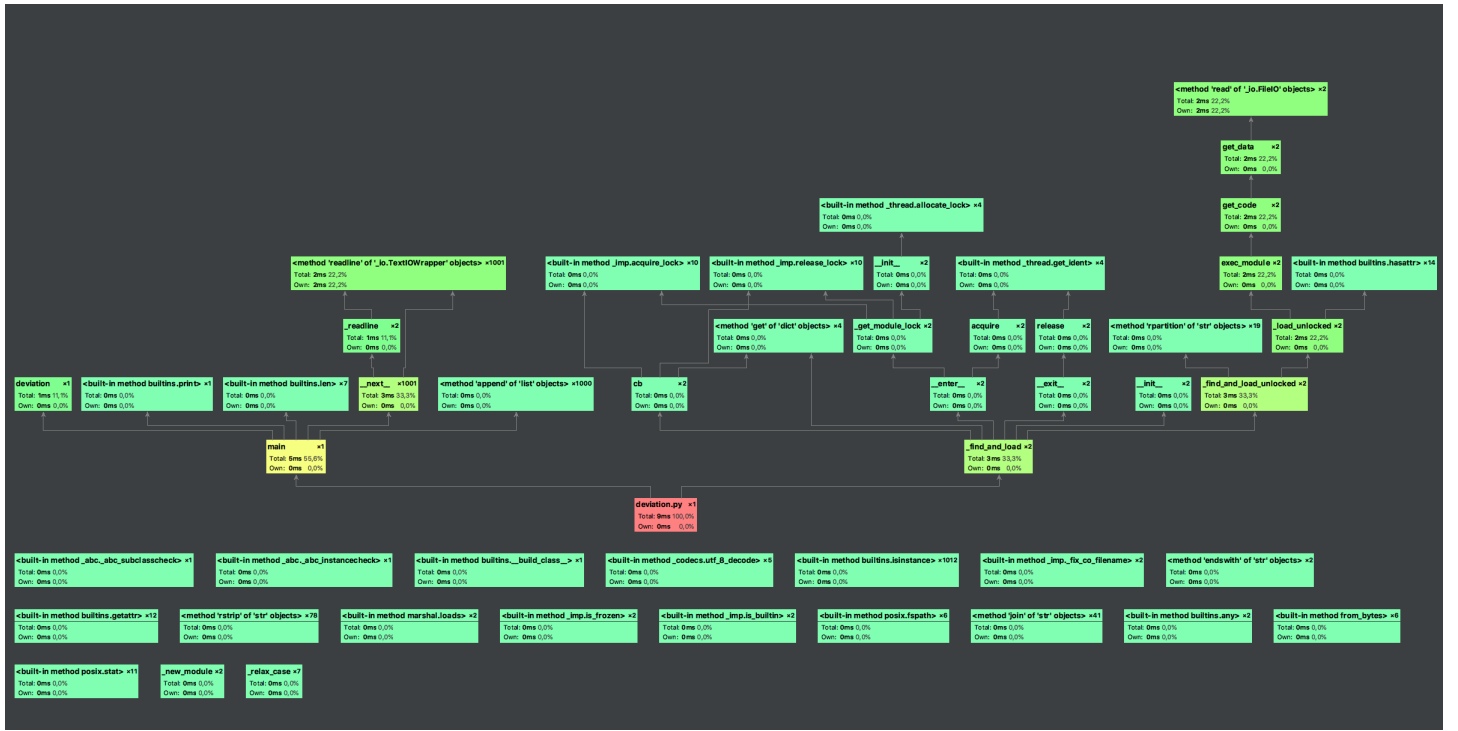 <method 'read' of '_io.FileIO' objects> ×2
Total: 2ms 22,2%
Own: 2ms 22,2%
get_data ×2
Total: 2ms 22,2%
Own: 0ms 0,0%
<built-in method _thread.allocate_lock> ×4
Total: 0ms 0,0%
Own: 0ms 0,0%
get_code ×2
Total: 2ms 22,2%
Own: 0ms 0,0%
<method 'readline' of '_io.TextIOWrapper' objects> ×1001
Total: 2ms 22,2%
Own: 2ms 22,2%
<built-in method _imp.acquire_lock> ×10
Total: 0ms 0,0%
Own: 0ms 0,0%
<built-in method _imp.release_lock> ×10
Total: 0ms 0,0%
Own: 0ms 0,0%
__init__ ×2
Total: 0ms 0,0%
Own: 0ms 0,0%
<built-in method _thread.get_ident> ×4
Total: 0ms 0,0%
Own: 0ms 0,0%
exec_module ×2
Total: 2ms 22,2%
Own: 0ms 0,0%
<built-in method builtins.hasattr> ×14
Total: 0ms 0,0%
Own: 0ms 0,0%
_readline ×2
Total: 1ms 11,1%
Own: 0ms 0,0%
<method 'get' of 'dict' objects> ×4
Total: 0ms 0,0%
Own: 0ms 0,0%
_get_module_lock ×2
Total: 0ms 0,0%
Own: 0ms 0,0%
acquire ×2
Total: 0ms 0,0%
Own: 0ms 0,0%
release ×2
Total: 0ms 0,0%
Own: 0ms 0,0%
<method 'rpartition' of 'str' objects> ×19
Total: 0ms 0,0%
Own: 0ms 0,0%
_load_unlocked ×2
Total: 2ms 22,2%
Own: 0ms 0,0%
deviation ×1
Total: 1ms 11,1%
Own: 0ms 0,0%
<built-in method builtins.print> ×1
Total: 0ms 0,0%
Own: 0ms 0,0%
<built-in method builtins.len> ×7
Total: 0ms 0,0%
Own: 0ms 0,0%
__next__ ×1001
Total: 3ms 33,3%
Own: 0ms 0,0%
<method 'append' of 'list' objects> ×1000
Total: 0ms 0,0%
Own: 0ms 0,0%
cb ×2
Total: 0ms 0,0%
Own: 0ms 0,0%
__enter__ ×2
Total: 0ms 0,0%
Own: 0ms 0,0%
__exit__ ×2
Total: 0ms 0,0%
Own: 0ms 0,0%
__init__ ×2
Total: 0ms 0,0%
Own: 0ms 0,0%
_find_and_load_unlocked ×2
Total: 3ms 33,3%
Own: 0ms 0,0%
main ×1
Total: 5ms 55,6%
Own: 0ms 0,0%
_find_and_load ×2
Total: 3ms 33,3%
Own: 0ms 0,0%
deviation.py ×1
Total: 9ms 100,0%
Own: 0ms 0,0%
<built-in method _abc._abc_subclasscheck> ×1
Total: 0ms 0,0%
Own: 0ms 0,0%
<built-in method _abc._abc_instancecheck> ×1
Total: 0ms 0,0%
Own: 0ms 0,0%
<built-in method builtins.__build_class__> ×1
Total: 0ms 0,0%
Own: 0ms 0,0%
<built-in method _codecs.utf_8_decode> ×5
Total: 0ms 0,0%
Own: 0ms 0,0%
<built-in method builtins.isinstance> ×1012
Total: 0ms 0,0%
Own: 0ms 0,0%
<built-in method _imp._fix_co_filename> ×2
Total: 0ms 0,0%
Own: 0ms 0,0%
<method 'endswith' of 'str' objects> ×2
Total: 0ms 0,0%
Own: 0ms 0,0%
<built-in method builtins.getattr> ×12
Total: 0ms 0,0%
Own: 0ms 0,0%
<method 'rstrip' of 'str' objects> ×78
Total: 0ms 0,0%
Own: 0ms 0,0%
<built-in method marshal.loads> ×2
Total: 0ms 0,0%
Own: 0ms 0,0%
<built-in method _imp.is_frozen> ×2
Total: 0ms 0,0%
Own: 0ms 0,0%
<built-in method _imp.is_builtin> ×2
Total: 0ms 0,0%
Own: 0ms 0,0%
<built-in method posix.fspath> ×6
Total: 0ms 0,0%
Own: 0ms 0,0%
<method 'join' of 'str' objects> ×41
Total: 0ms 0,0%
Own: 0ms 0,0%
<built-in method builtins.any> ×2
Total: 0ms 0,0%
Own: 0ms 0,0%
<built-in method from_bytes> ×6
Total: 0ms 0,0%
Own: 0ms 0,0%
<built-in method posix.stat> ×11
Total: 0ms 0,0%
Own: 0ms 0,0%
_new_module ×2
Total: 0ms 0,0%
Own: 0ms 0,0%
_relax_case ×7
Total: 0ms 0,0%
Own: 0ms 0,0%